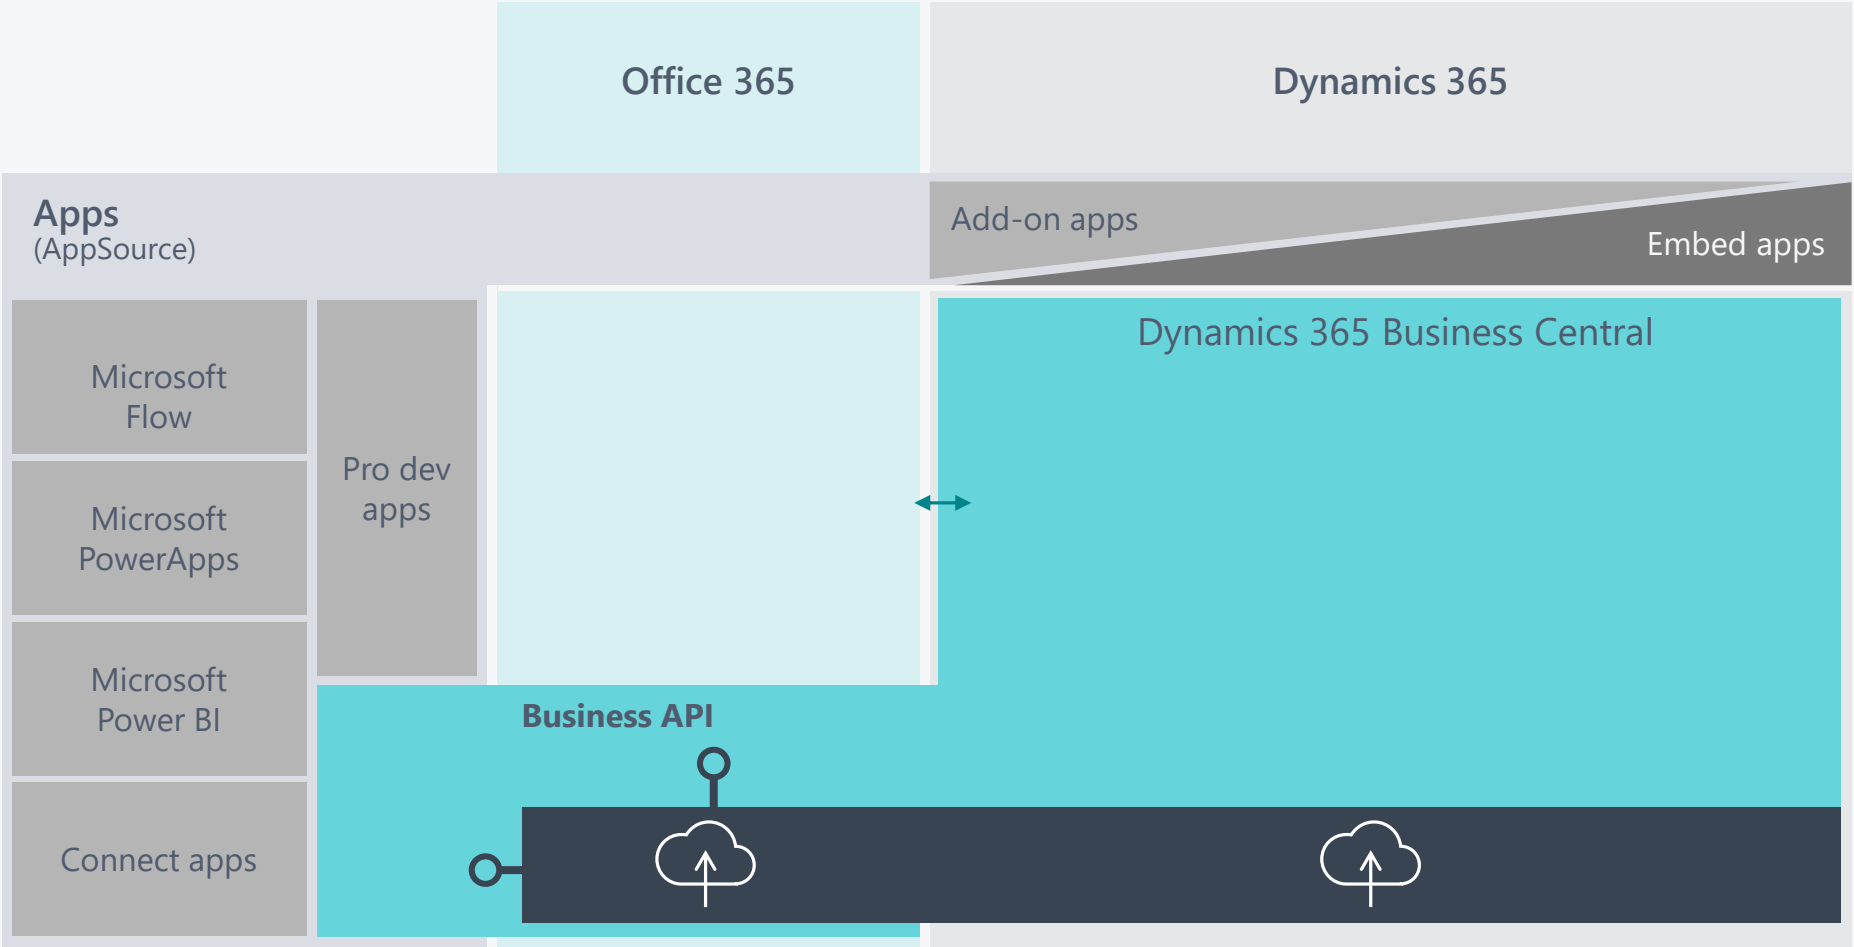 Office 365
Dynamics 365
Apps
(AppSource)
Add-on apps
Embed apps
Dynamics 365 Business Central
Microsoft
Flow
Pro dev
apps
Microsoft
PowerApps
Microsoft
Power BI
Business API
Connect apps